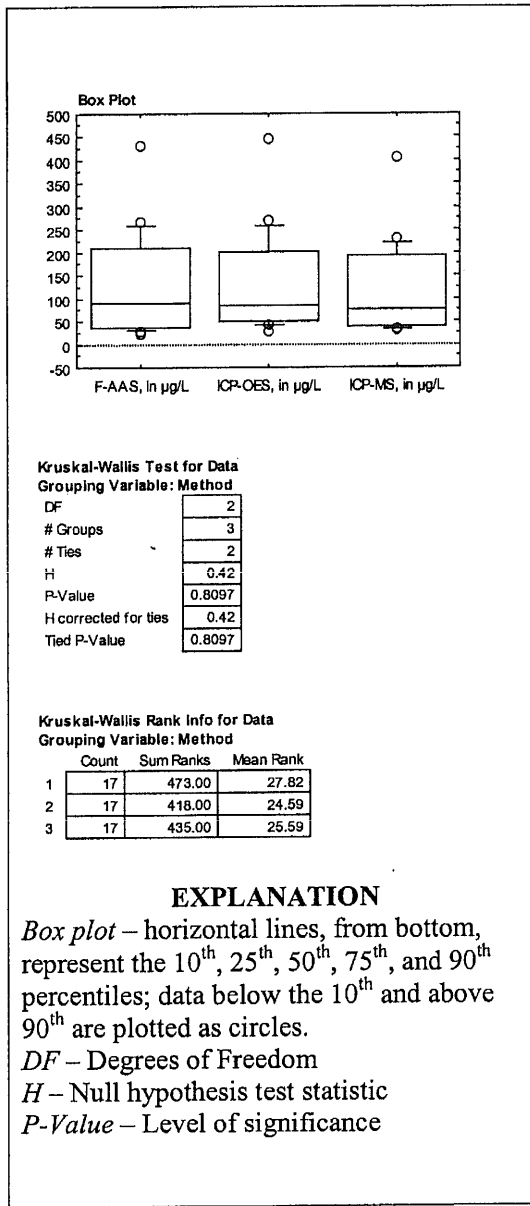 Box Plot
500
450
400
350
300
250
200
150
100
50
0
-50
F-AAS, in µg/L ICP-OES, in µg/L ICP-MS, in µg/L
Kruskal-Wallis Test for Data
Grouping Variable: Method
DF 2
# Groups 3
# Ties 2
H 0.42
P-Value 0.8097
H corrected for ties 0.42
Tied P-Value 0.8097
Kruskal-Wallis Rank Info for Data
Grouping Variable: Method
Count Sum Ranks Mean Rank
1 17 473.00 27.82
2 17 418.00 24.59
3 17 435.00 25.59
EXPLANATION
Box plot – horizontal lines, from bottom,
represent the 10th, 25th, 50th, 75th, and 90th
percentiles; data below the 10th and above
90th are plotted as circles.
DF – Degrees of Freedom
H – Null hypothesis test statistic
P-Value – Level of significance